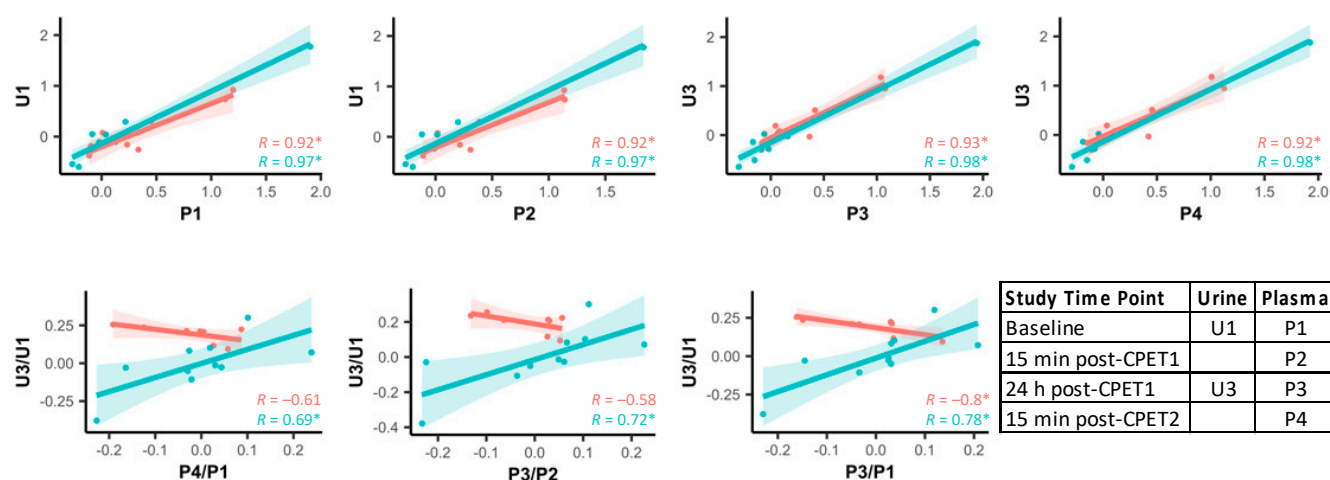 2
1
0
U1
R = 0.92*
R = 0.97*
0.0 0.5 1.0 1.5 2.0
P1
2
1
0
U1
R = 0.92*
R = 0.97*
0.0 0.5 1.0 1.5
P2
2
1
0
U3
R = 0.93*
R = 0.98*
0.0 0.5 1.0 1.5 2.0
P3
2
1
0
U3
R = 0.92*
R = 0.98*
0.0 0.5 1.0 1.5 2.0
P4
0.25
0.00
-0.25
U3/U1
R = –0.61
R = 0.69*
-0.2 -0.1 0.0 0.1 0.2
P4/P1
0.2
0.0
-0.2
-0.4
U3/U1
R = –0.58
R = 0.72*
-0.2 -0.1 0.0 0.1 0.2
P3/P2
0.25
0.00
-0.25
U3/U1
R = –0.8*
R = 0.78*
-0.2 -0.1 0.0 0.1 0.2
P3/P1
Study Time Point Urine Plasma
Baseline U1 P1
15 min post-CPET1 P2
24 h post-CPET1 U3 P3
15 min post-CPET2 P4